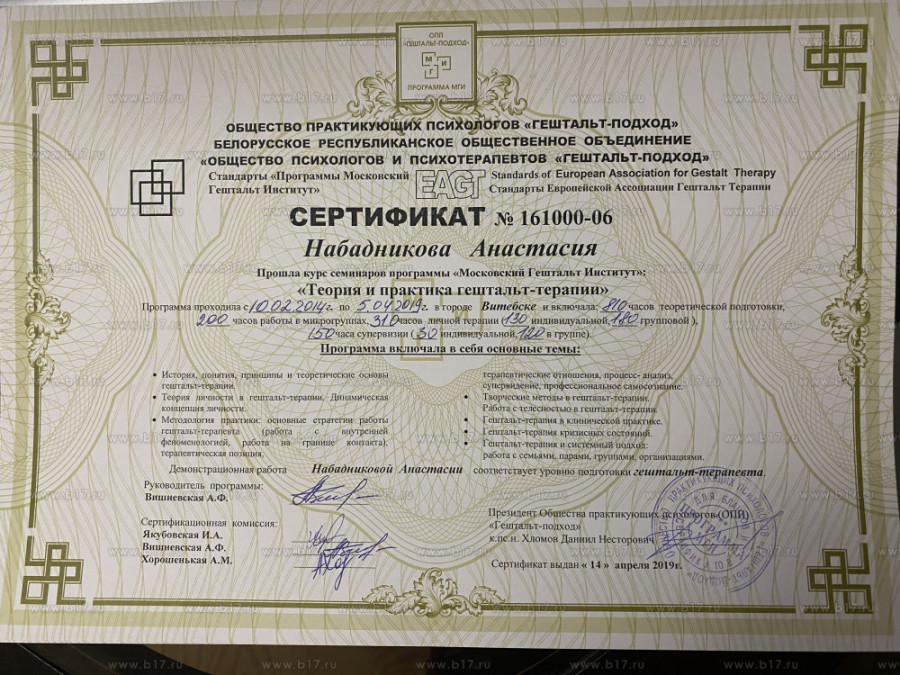 ОПП
«ГЕШТАЛЬТ-ПОДХОД»
М И
Г
ПРОГРАММА МГИ
ОБЩЕСТВО ПРАКТИКУЮЩИХ ПСИХОЛОГОВ «ГЕШТАЛЬТ-ПОДХОД»
БЕЛОРУССКОЕ РЕСПУБЛИКАНСКОЕ ОБЩЕСТВЕННОЕ ОБЪЕДИНЕНИЕ
«ОБЩЕСТВО ПСИХОЛОГОВ И ПСИХОТЕРАПЕВТОВ «ГЕШТАЛЬТ-ПОДХОД»
Стандарты «Программы Московский
Гештальт Институт»
EAGT
Standards of European Association for Gestalt Therapy
Стандарты Европейской Ассоциации Гештальт Терапии
СЕРТИФИКАТ № 161000-06
Набадникова Анастасия
Прошла курс семинаров программы «Московский Гештальт Институт»:
«Теория и практика гештальт-терапии»
Программа проходила с 10.02.2014г. по 5.04.2019г. в городе Витебске и включала: 810 часов теоретической подготовки,
200 часов работы в микрогруппах, 310 часов личной терапии (130 индивидуальной, 180 групповой ),
150 часа супервизии ( 30 индивидуальной, 120 в группе).
Программа включала в себя основные темы:
• История, понятия, принципы и теоретические основы
гештальт-терапии.
• Теория личности в гештальт-терапии. Динамическая
концепция личности.
• Методология практики: основные стратегии работы
гештальт-терапевта (работа с внутренней
феноменологией, работа на границе контакта);
терапевтическая позиция.
терапевтические отношения, процесс- анализ,
супервидение, профессиональное самосознание.
• Творческие методы в гештальт-терапии.
Работа с телесностью в гештальт-терапии.
• Гештальт-терапия в клинической практике.
• Гештальт-терапия кризисных состояний.
• Гештальт-терапия и системный подход:
работа с семьями, парами, группами, организациями.
Демонстрационная работа Набадниковой Анастасии соответствует уровню подготовки гештальт-терапевта.
Руководитель программы:
Вишневская А.Ф.
Сертификационная комиссия:
Якубовская И.А.
Вишневская А.Ф.
Хорошенькая А.М.
Президент Общества практикующих психологов (ОПП)
«Гештальт-подход»
к.пс.н. Хломов Даниил Несторович
Сертификат выдан « 14 » апреля 2019г.
www.b17.ru